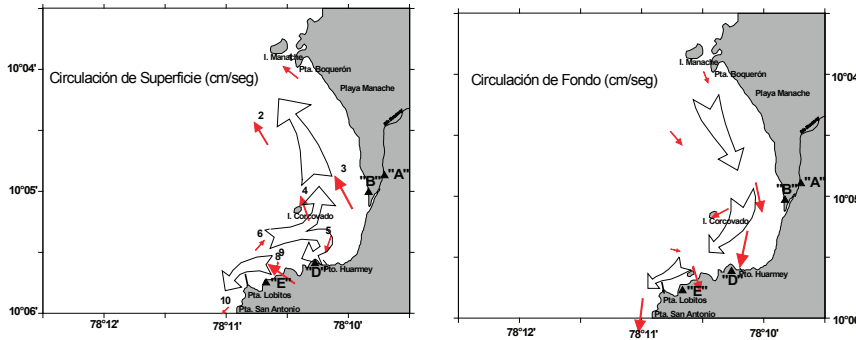 10°04'
10°05'
10°06'
Circulación de Superficie (cm/seg)
I. Manache
Pta. Boquerón
Playa Manache
2
3
"B"
"A"
4
I. Corcovado
6
5
9
8
"D"
Pto. Huarmey
"E"
Pta. Lobitos
10
Pta. San Antonio
78°12'
78°11'
78°10'
Circulación de Fondo (cm/seg)
I. Manache
Pta. Boquerón
Playa Manache
10°04'
"B"
"A"
10°05'
I. Corcovado
"D"
Pto. Huarmey
"E"
Pta. Lobitos
Pta. San Antonio
10°06'
78°12'
78°11'
78°10'